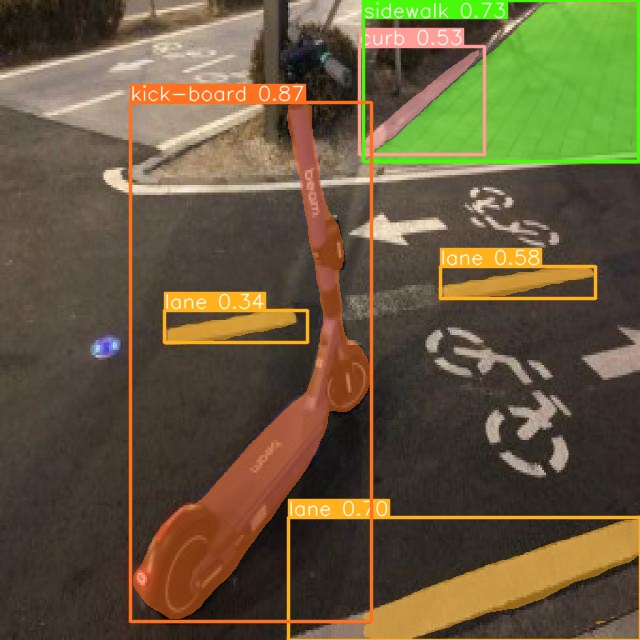 sidewalk 0.73
curb 0.53
kick-board 0.87
beam
lane 0.58
lane 0.34
beam
lane 0.70